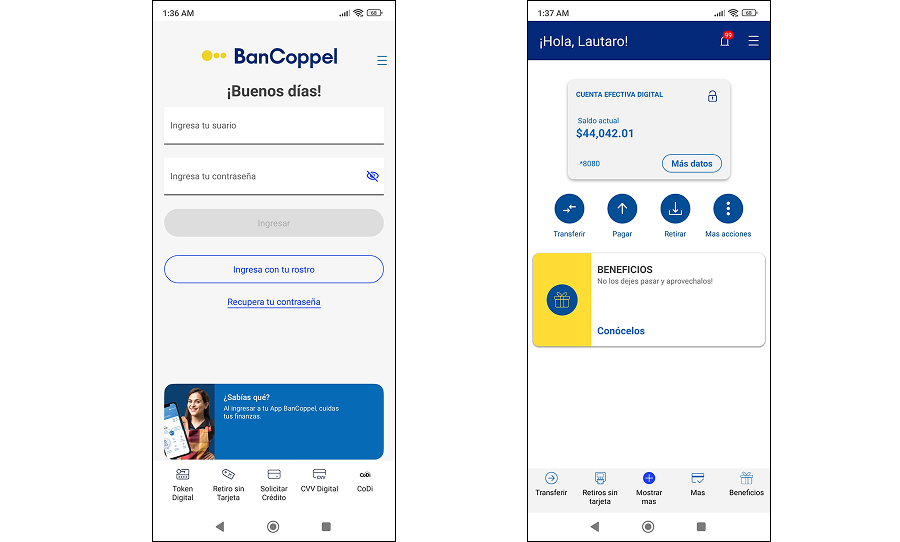 1:36 AM
68
BanCoppel
¡Buenos días!
Ingresa tu suario
Ingresa tu contraseña
Ingresar
Ingresa con tu rostro
Recupera tu contraseña
¿Sabías qué?
Al ingresar a tu App BanCoppel, cuidas
tus finanzas.
Token
Digital
Retiro sin
Tarjeta
Solicitar
Crédito
CVV Digital
CoDi
CoDi
1:37 AM
68
¡Hola, Lautaro!
99
CUENTA EFECTIVA DIGITAL
Saldo actual
$44,042.01
*8080
Más datos
Transferir
Pagar
Retirar
Mas acciones
BENEFICIOS
No los dejes pasar y aprovechalos!
Conócelos
Transferir
Retiros sin
tarjeta
Mostrar
mas
Mas
Beneficios